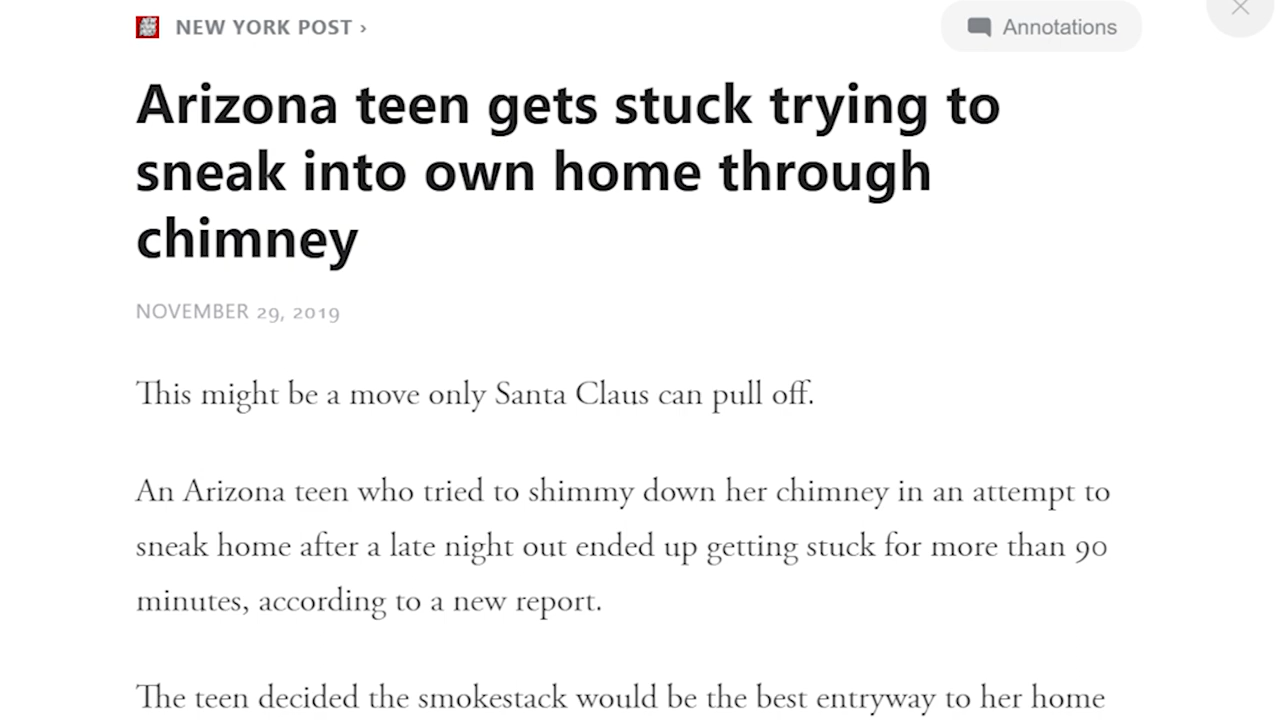 NEW YORK POST ›
Annotations
Arizona teen gets stuck trying to
sneak into own home through
chimney
NOVEMBER 29, 2019
This might be a move only Santa Claus can pull off.
An Arizona teen who tried to shimmy down her chimney in an attempt to
sneak home after a late night out ended up getting stuck for more than 90
minutes, according to a new report.
The teen decided the smokestack would be the best entryway to her home